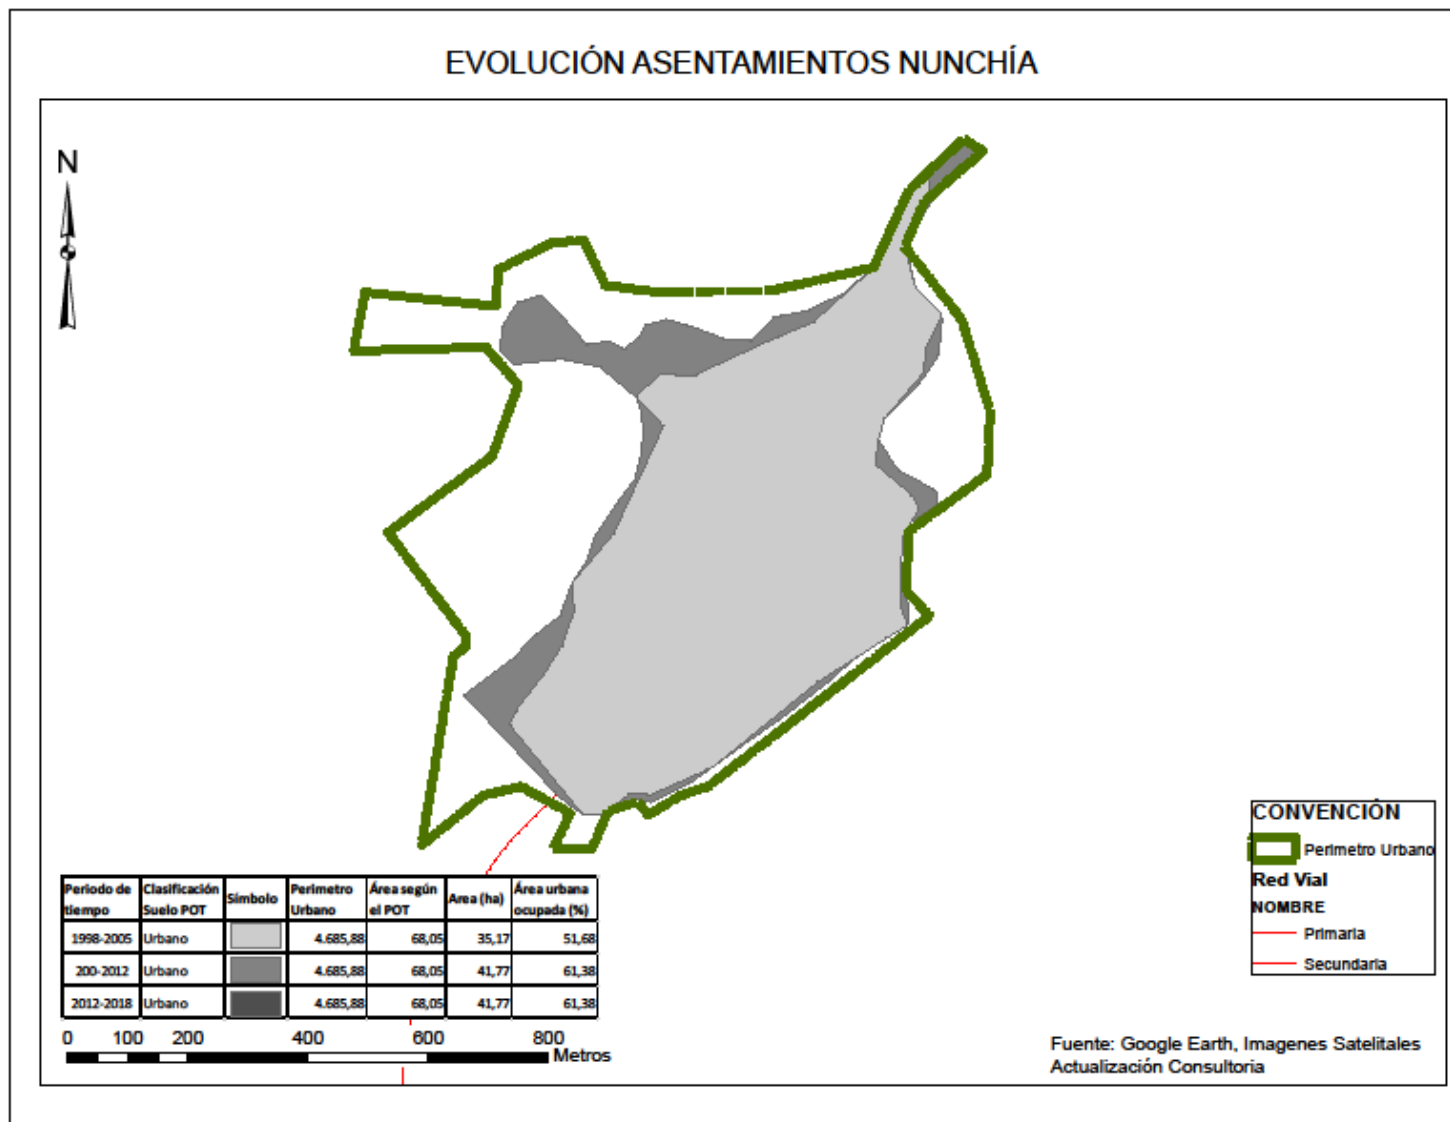 EVOLUCIÓN ASENTAMIENTOS NUNCHÍA
N
Periodo de tiempo Clasificación Suelo POT Símbolo Perimetro Urbano Área según el POT Area (ha) Área urbana ocupada (%)
1998-2005 Urbano 4.685,88 68,05 35,17 51,68
200-2012 Urbano 4.685,88 68,05 41,77 61,38
2012-2018 Urbano 4.685,88 68,05 41,77 61,38
0 100 200 400 600 800
Metros
CONVENCIÓN
Perimetro Urbano
Red Vial
NOMBRE
Primaria
Secundaria
Fuente: Google Earth, Imagenes Satelitales
Actualización Consultoria